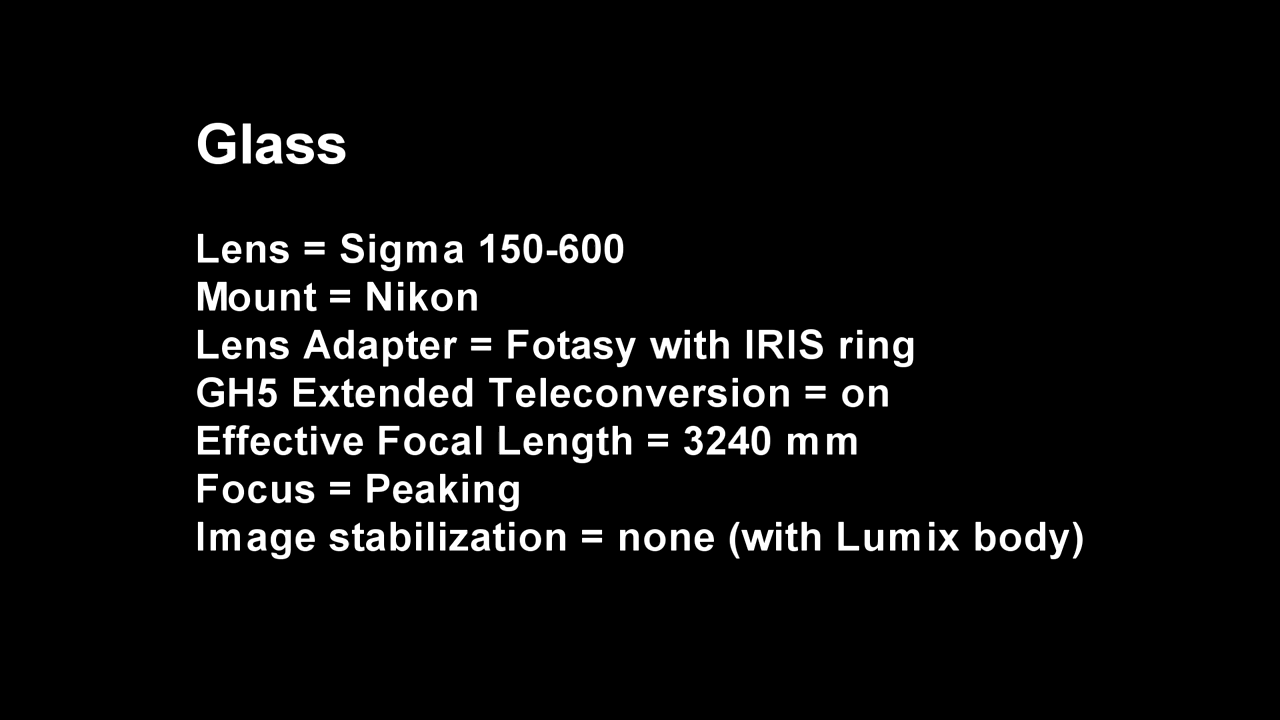 Glass
Lens = Sigma 150-600
Mount = Nikon
Lens Adapter = Fotasy with IRIS ring
GH5 Extended Teleconversion = on
Effective Focal Length = 3240 mm
Focus = Peaking
Image stabilization = none (with Lumix body)